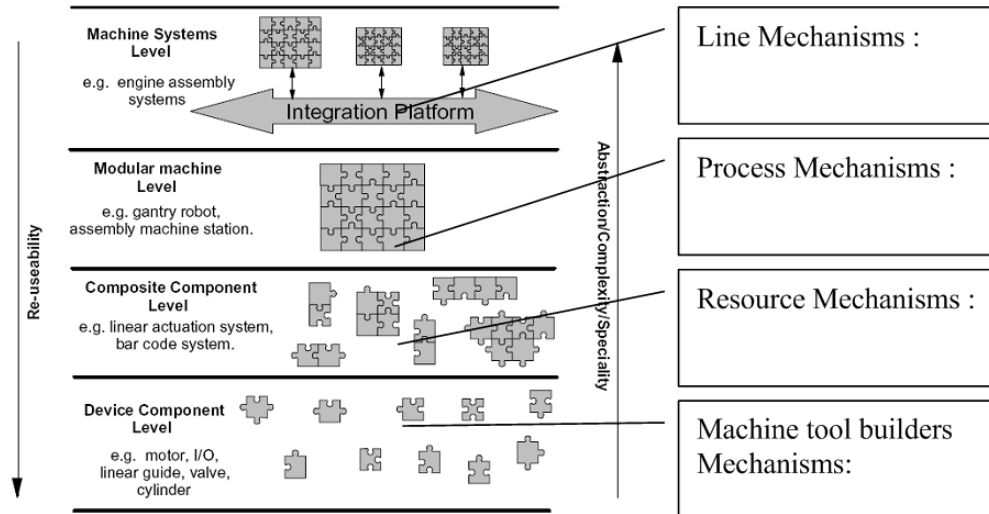 Machine Systems
Level
e.g. engine assembly
systems
Integration Platform
Line Mechanisms :
Modular machine
Level
e.g. gantry robot,
assembly machine station.
Process Mechanisms :
Composite Component
Level
e.g. linear actuation system,
bar code system.
Resource Mechanisms :
Device Component
Level
e.g. motor, I/O,
linear guide, valve,
cylinder
Machine tool builders
Mechanisms:
Re-useability
Abstraction/Complexity/Speciality